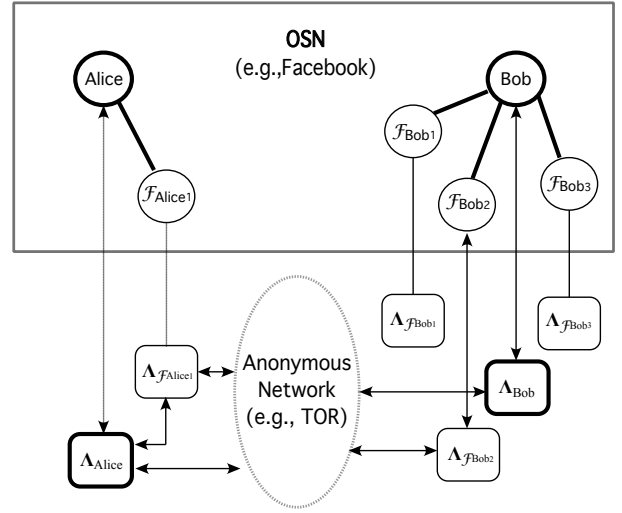 OSN
(e.g.,Facebook)
Alice
Bob
ℱBob1
ℱAlice1
ℱBob2
ℱBob3
ΛℱBob1
ΛℱBob3
ΛℱAlice1
Anonymous
Network
(e.g., TOR)
ΛBob
ΛAlice
ΛℱBob2